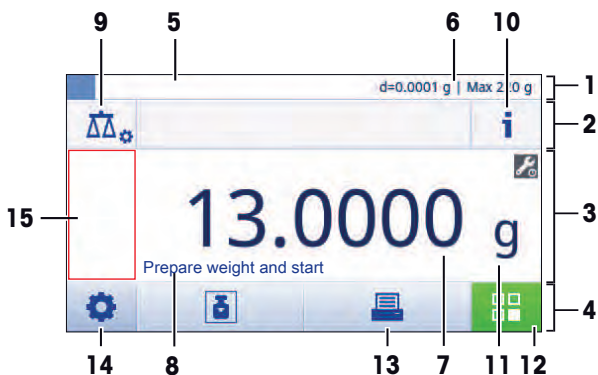 9 5 6 10
d=0.0001 g | Max g 1
i 2
15 13.0000 g 3
Prepare weight and start
4
14 8 13 7 11 12